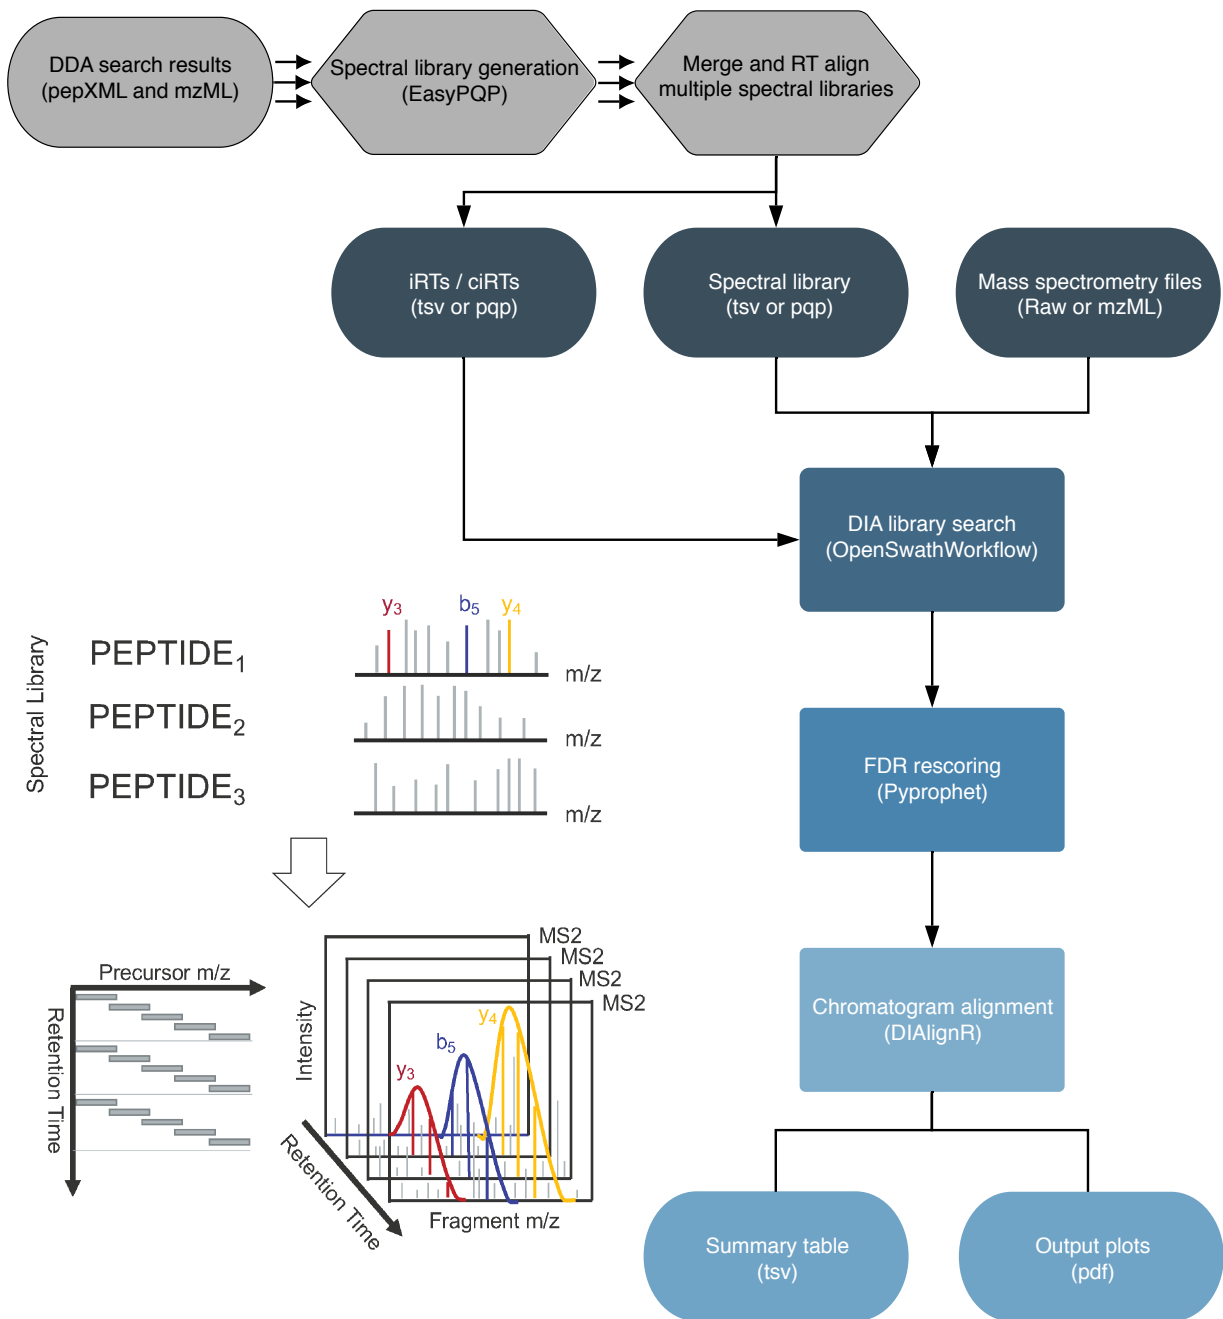 DDA search results
(pepXML and mzML)
Spectral library generation
(EasyPQP)
Merge and RT align
multiple spectral libraries
iRTs / ciRTs
(tsv or pqp)
Spectral library
(tsv or pqp)
Mass spectrometry files
(Raw or mzML)
DIA library search
(OpenSwathWorkflow)
FDR rescoring
(Pyprophet)
Chromatogram alignment
(DIAlignR)
Summary table
(tsv)
Output plots
(pdf)
Spectral Library
PEPTIDE₁
PEPTIDE₂
PEPTIDE₃
y₃
b₅
y₄
m/z
m/z
m/z
Precursor m/z
Retention Time
MS2
MS2
MS2
MS2
Intensity
y₃
b₅
y₄
Retention Time
Fragment m/z